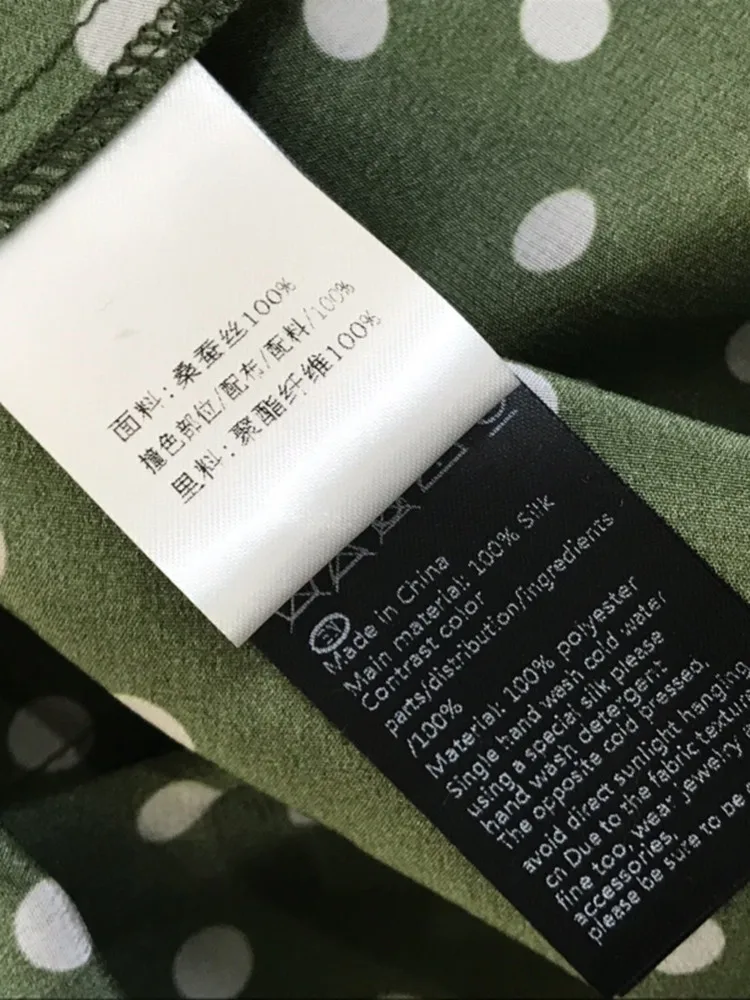 面料:桑蚕丝100%
撞色部位/配布/配料/100%
里料:聚酯纤维100%
EN
Made in China
Main material: 100% Silk
Contrast color
parts/distribution/ingredients
/100%
Material: 100% polyester
Single hand wash cold water
using a special silk please
hand wash detergent
The opposite cold pressed,
avoid direct sunlight hanging
cn Due to the fabric texture
fine too, wear jewelry
accessories,
please be sure to be